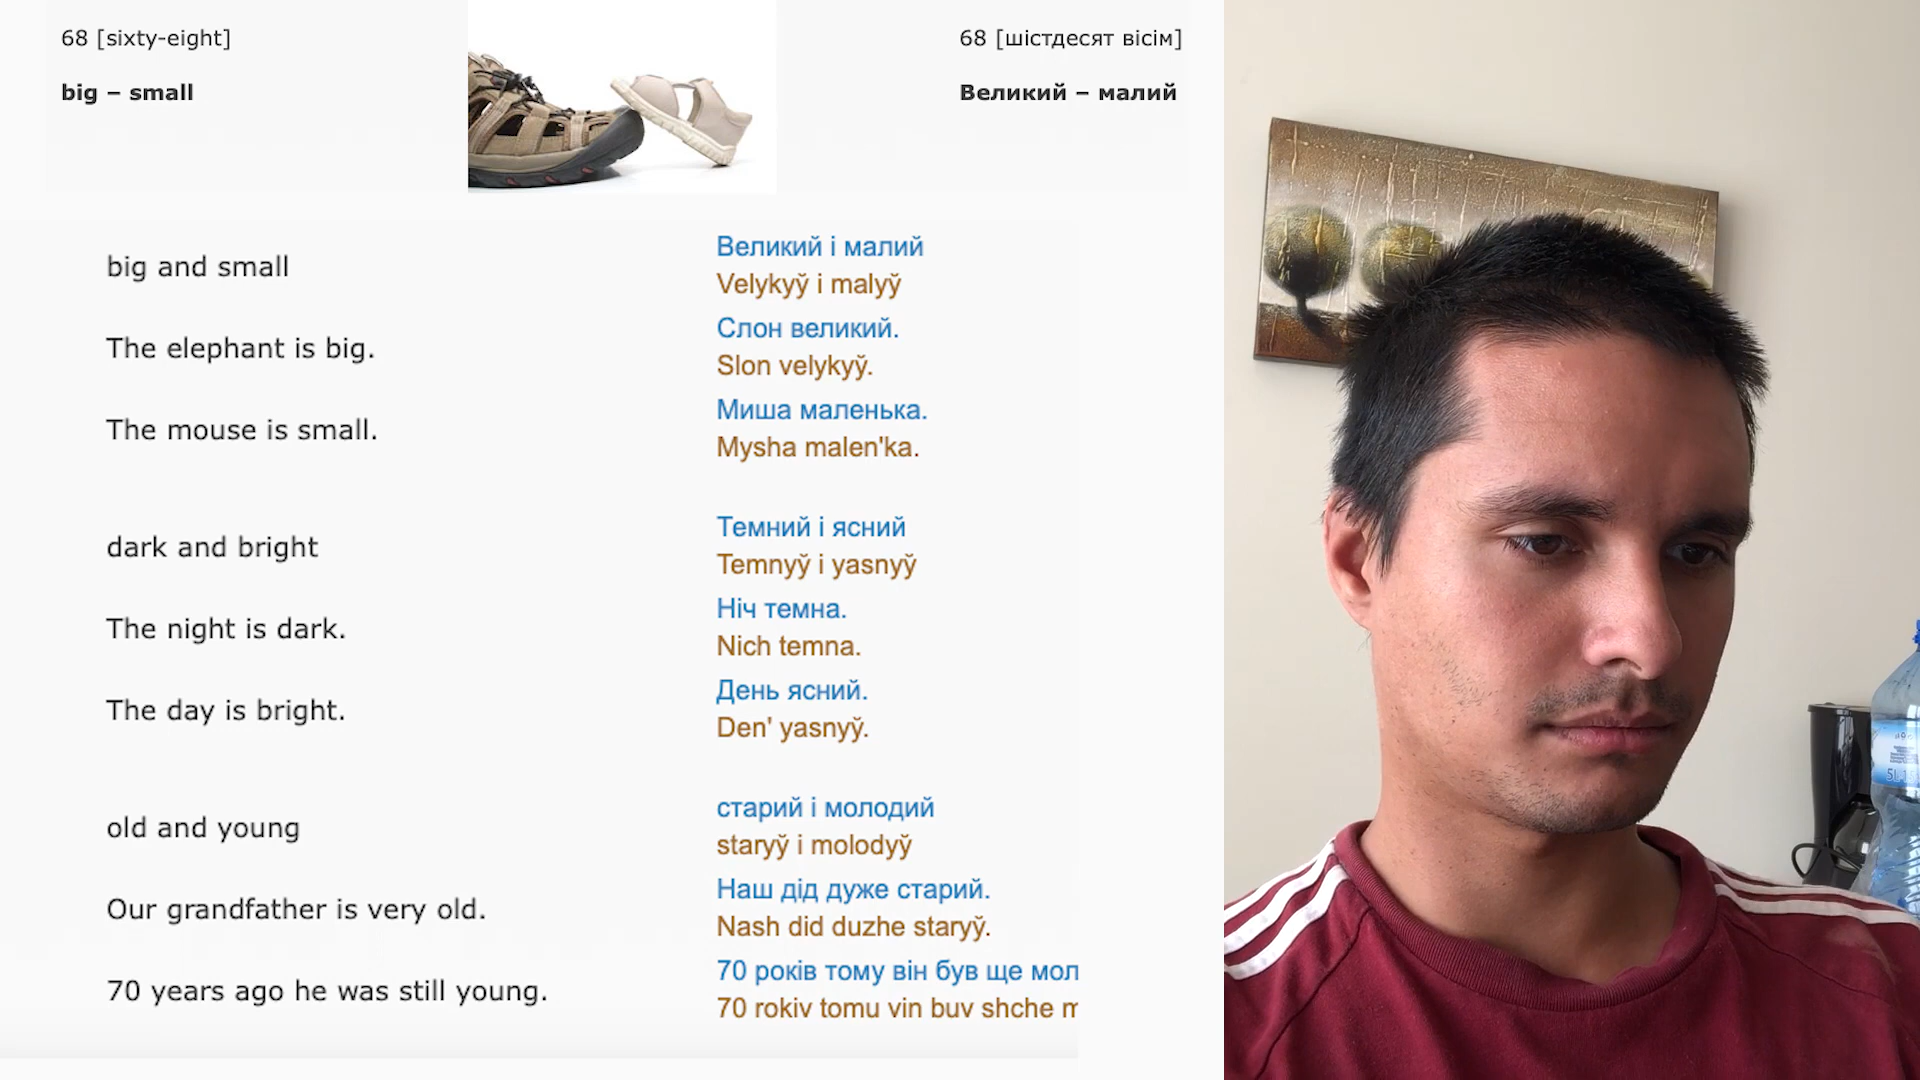 68 [sixty-eight]
big – small
68 [шістдесят вісім]
Великий – малий
big and small
Великий і малий
Velykyy̆ i malyy̆
The elephant is big.
Слон великий.
Slon velykyy̆.
The mouse is small.
Миша маленька.
Mysha malenʹka.
dark and bright
Темний і ясний
Temnyy̆ i yasnyy̆
The night is dark.
Ніч темна.
Nich temna.
The day is bright.
День ясний.
Denʹ yasnyy̆.
old and young
старий і молодий
staryy̆ i molodyy̆
Our grandfather is very old.
Наш дід дуже старий.
Nash did duzhe staryy̆.
70 years ago he was still young.
70 років тому він був ще мол
70 rokiv tomu vin buv shche m